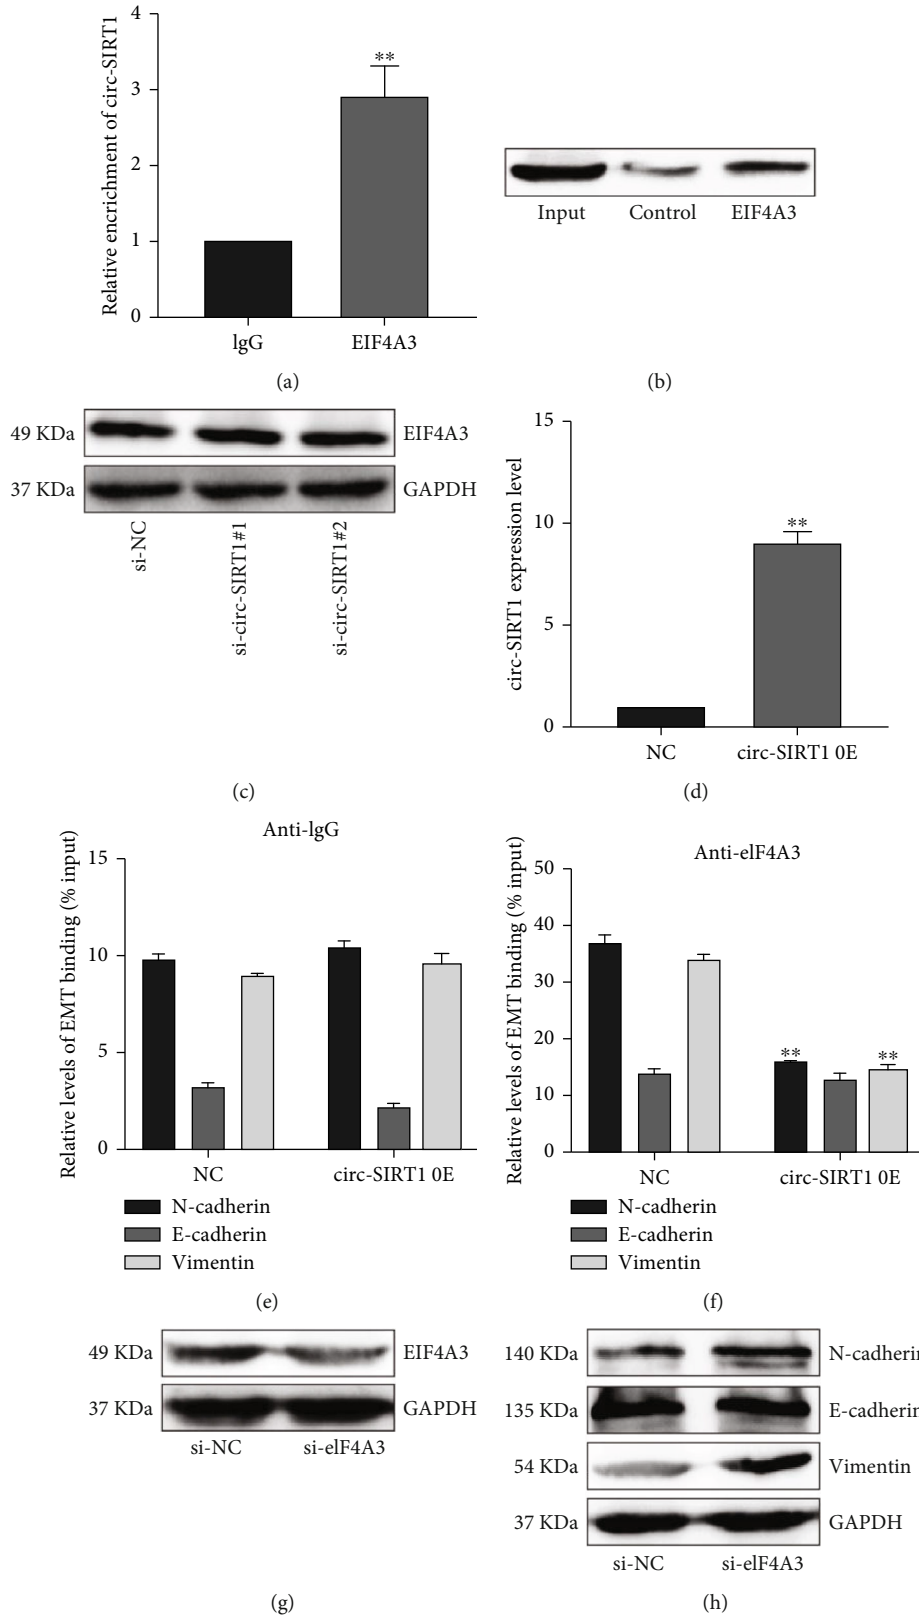 Relative encrichment of circ-SIRT1
4
3
2
1
0
**
lgG
EIF4A3
(a)
Input
Control
EIF4A3
(b)
49 KDa
EIF4A3
37 KDa
GAPDH
si-NC
si-circ-SIRT1#1
si-circ-SIRT1#2
(c)
circ-SIRT1 expression level
15
10
5
0
**
NC
circ-SIRT1 0E
(d)
Anti-lgG
Relative levels of EMT binding (% input)
15
10
5
0
NC
circ-SIRT1 0E
N-cadherin
E-cadherin
Vimentin
(e)
Anti-elF4A3
Relative levels of EMT binding (% input)
50
40
30
20
10
0
**
**
NC
circ-SIRT1 0E
N-cadherin
E-cadherin
Vimentin
(f)
49 KDa
EIF4A3
37 KDa
GAPDH
si-NC
si-elF4A3
(g)
140 KDa
N-cadherin
135 KDa
E-cadherin
54 KDa
Vimentin
37 KDa
GAPDH
si-NC
si-elF4A3
(h)